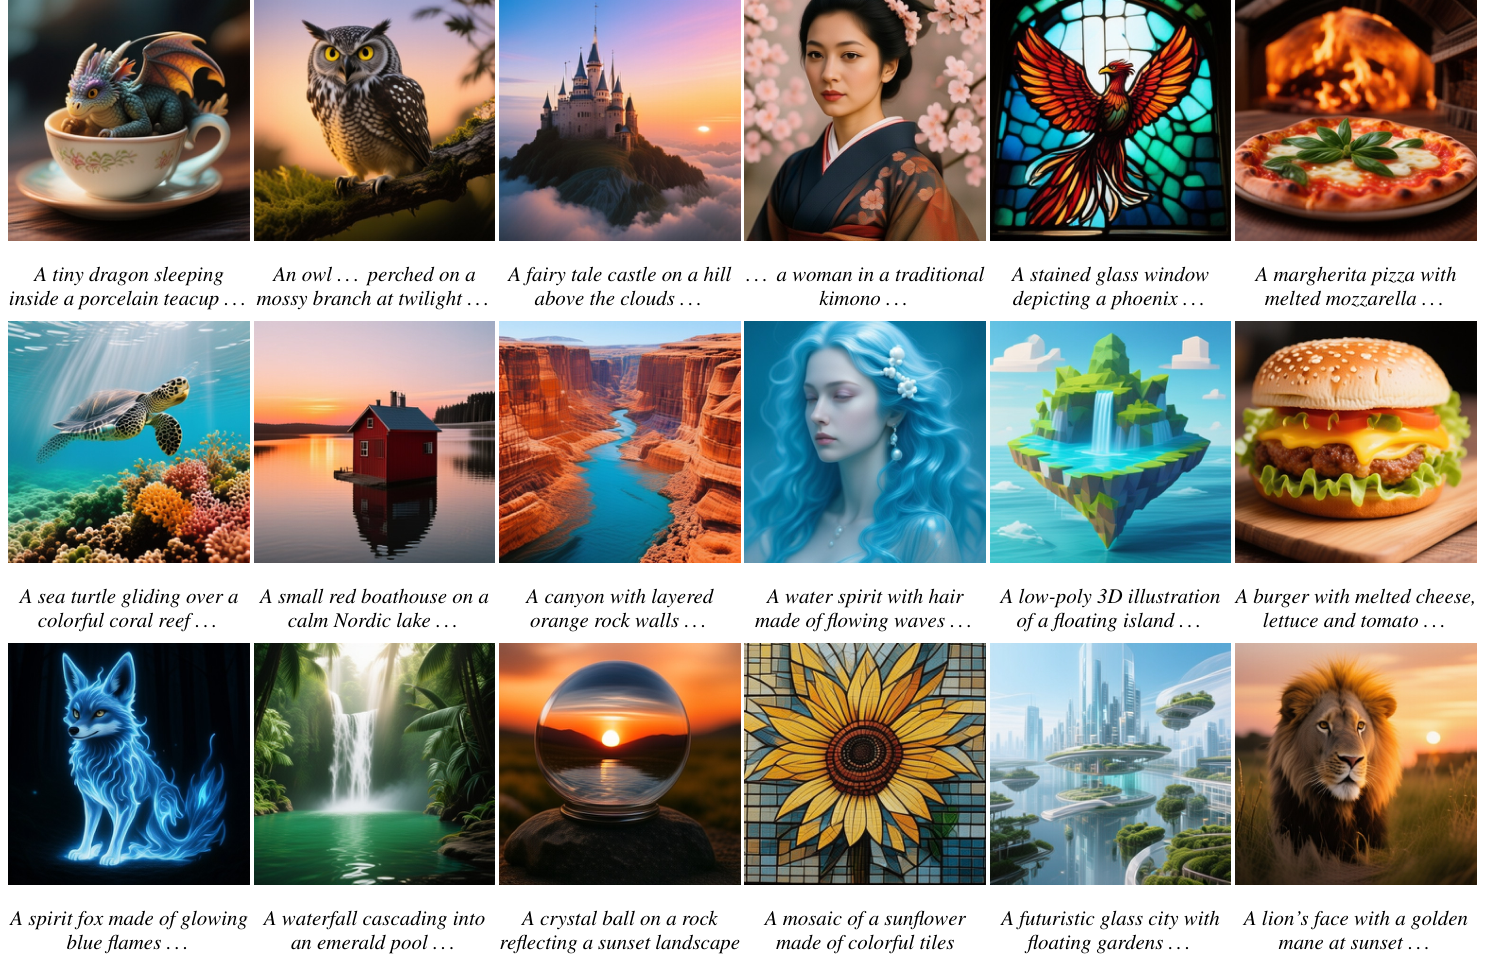 A tiny dragon sleeping
inside a porcelain teacup . . .
An owl . . . perched on a
mossy branch at twilight . . .
A fairy tale castle on a hill
above the clouds . . .
. . . a woman in a traditional
kimono . . .
A stained glass window
depicting a phoenix . . .
A margherita pizza with
melted mozzarella . . .
A sea turtle gliding over a
colorful coral reef . . .
A small red boathouse on a
calm Nordic lake . . .
A canyon with layered
orange rock walls . . .
A water spirit with hair
made of flowing waves . . .
A low-poly 3D illustration
of a floating island . . .
A burger with melted cheese,
lettuce and tomato . . .
A spirit fox made of glowing
blue flames . . .
A waterfall cascading into
an emerald pool . . .
A crystal ball on a rock
reflecting a sunset landscape
A mosaic of a sunflower
made of colorful tiles
A futuristic glass city with
floating gardens . . .
A lion’s face with a golden
mane at sunset . . .